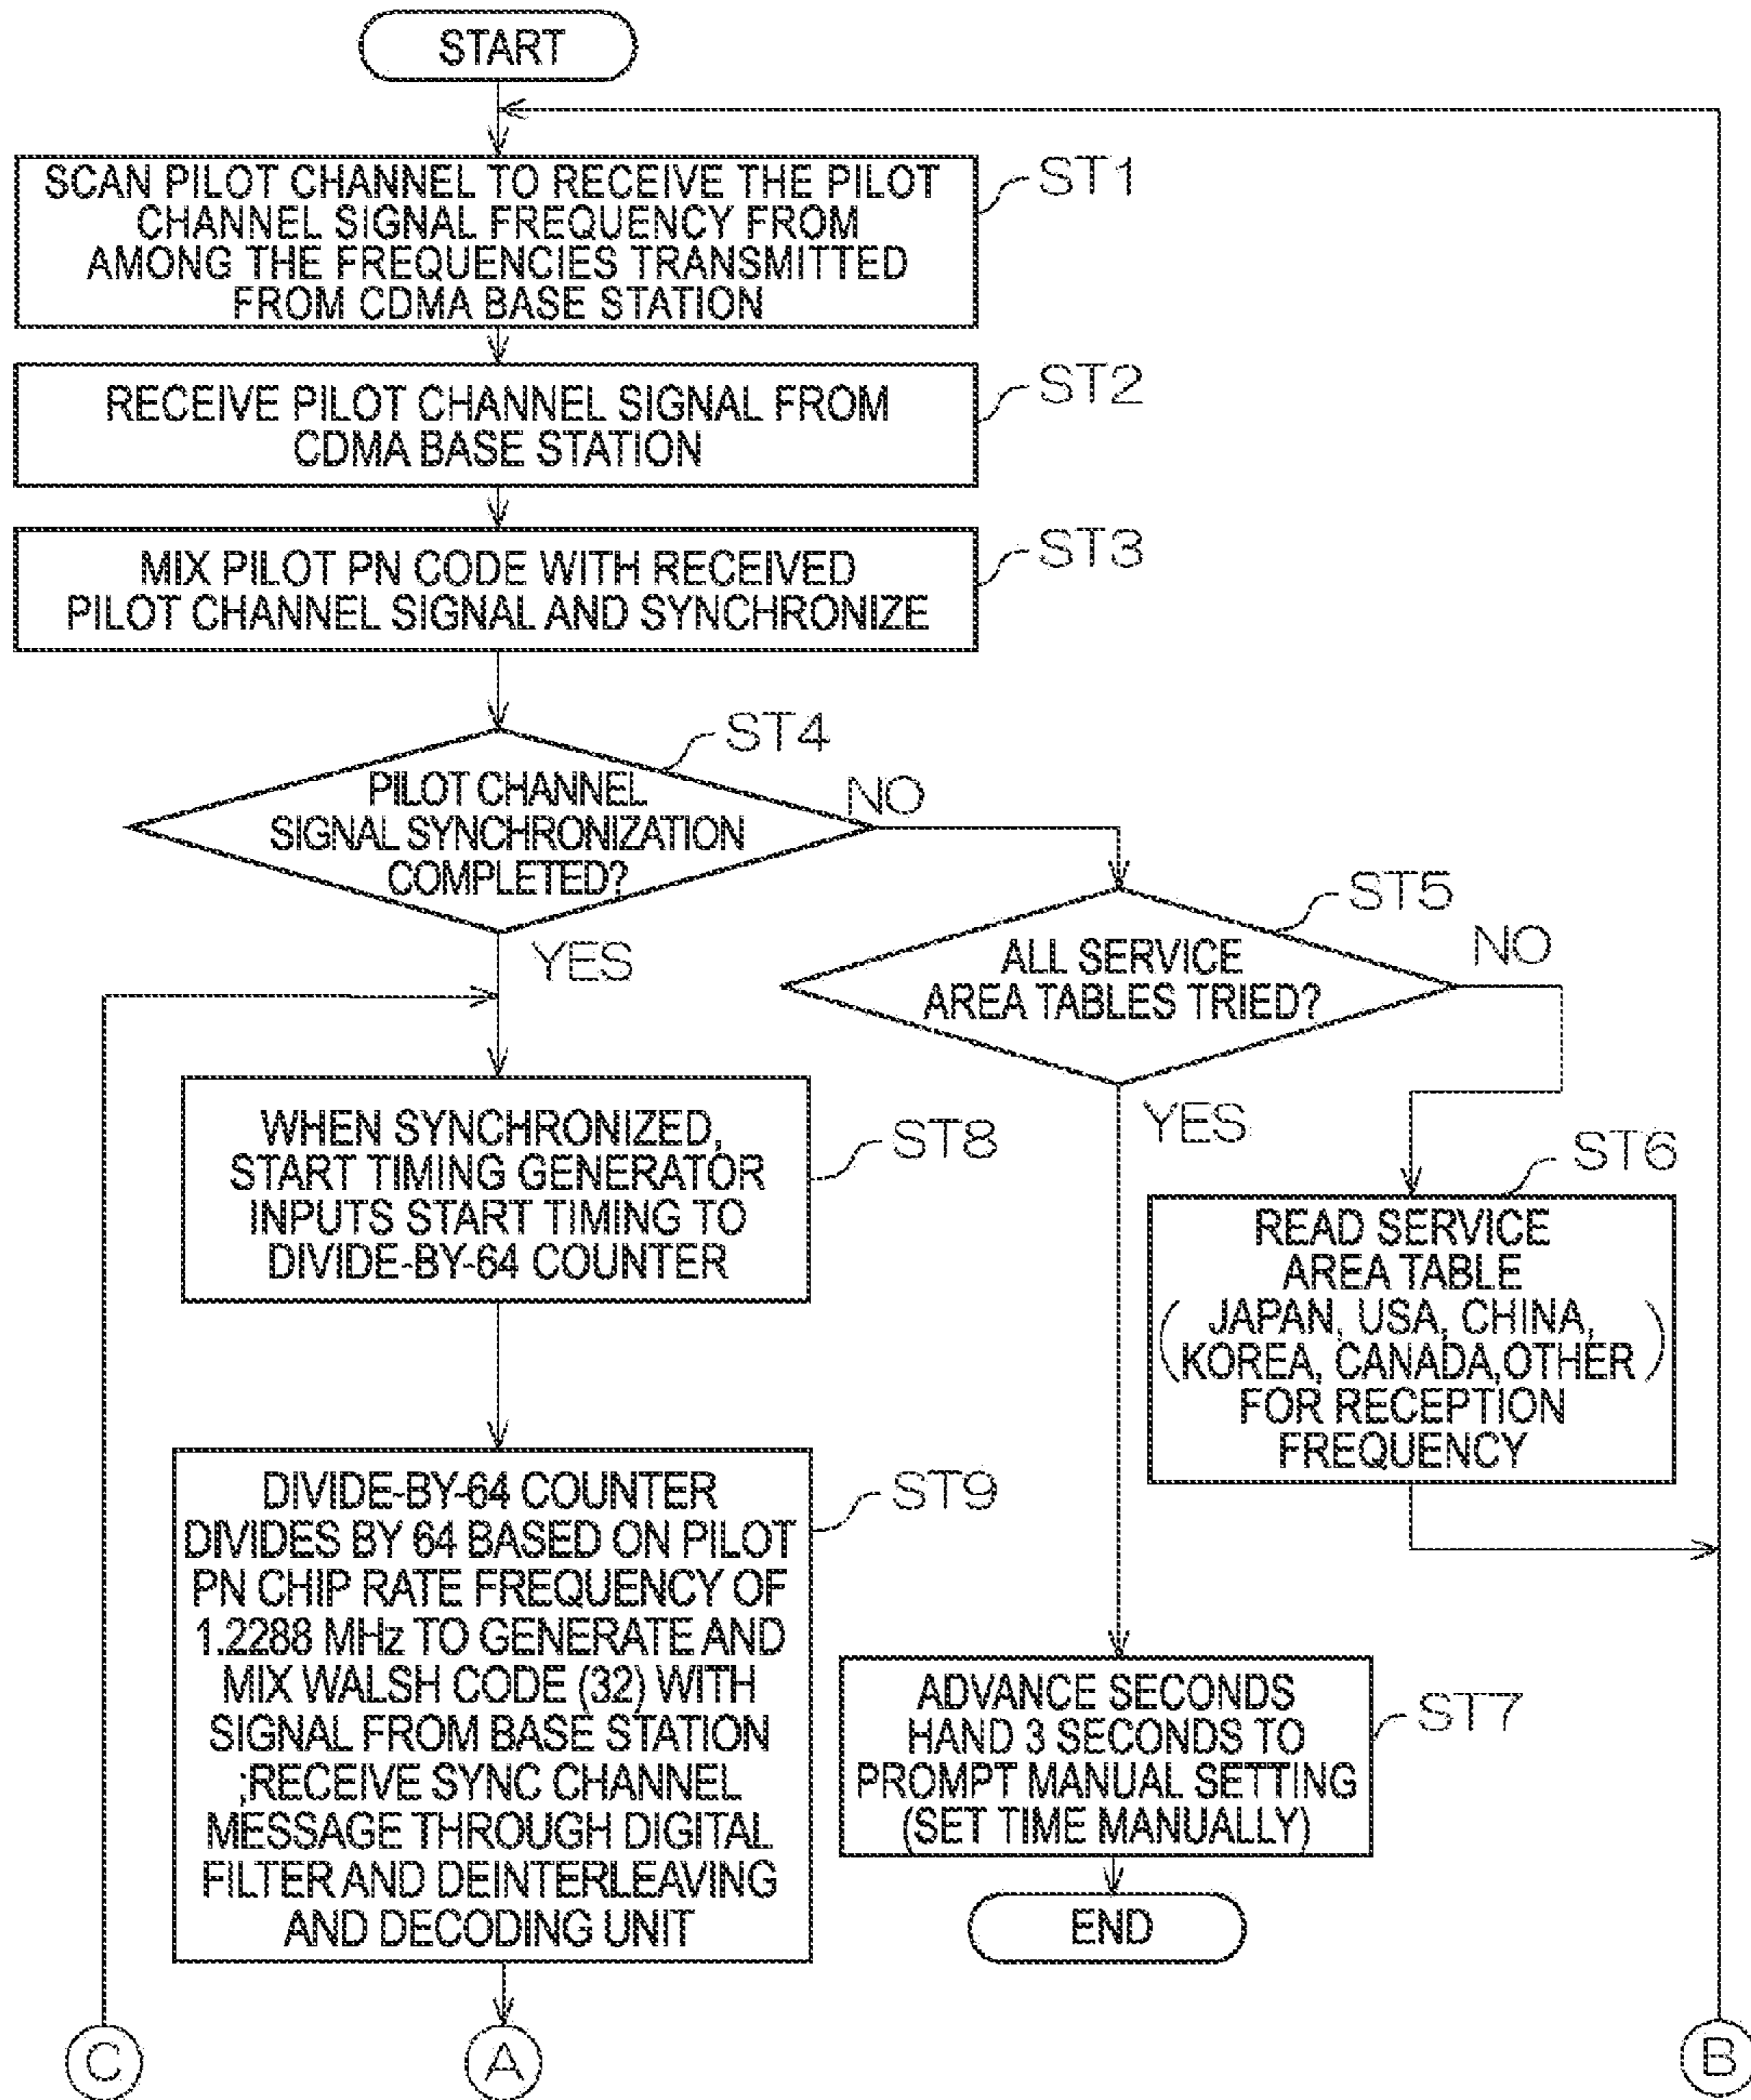 START
SCAN PILOT CHANNEL TO RECEIVE THE PILOT
CHANNEL SIGNAL FREQUENCY FROM
AMONG THE FREQUENCIES TRANSMITTED
FROM CDMA BASE STATION
ST1
RECEIVE PILOT CHANNEL SIGNAL FROM
CDMA BASE STATION
ST2
MIX PILOT PN CODE WITH RECEIVED
PILOT CHANNEL SIGNAL AND SYNCHRONIZE
ST3
ST4
PILOT CHANNEL
SIGNAL SYNCHRONIZATION
COMPLETED?
NO
YES
ST5
ALL SERVICE
AREA TABLES TRIED?
NO
YES
WHEN SYNCHRONIZED,
START TIMING GENERATOR
INPUTS START TIMING TO
DIVIDE-BY-64 COUNTER
ST8
ST6
READ SERVICE
AREA TABLE
(JAPAN, USA, CHINA,
KOREA, CANADA,OTHER)
FOR RECEPTION
FREQUENCY
DIVIDE-BY-64 COUNTER
DIVIDES BY 64 BASED ON PILOT
PN CHIP RATE FREQUENCY OF
1.2288 MHz TO GENERATE AND
MIX WALSH CODE (32) WITH
SIGNAL FROM BASE STATION
;RECEIVE SYNC CHANNEL
MESSAGE THROUGH DIGITAL
FILTER AND DEINTERLEAVING
AND DECODING UNIT
ST9
ADVANCE SECONDS
HAND 3 SECONDS TO
PROMPT MANUAL SETTING
(SET TIME MANUALLY)
ST7
END
C
A
B